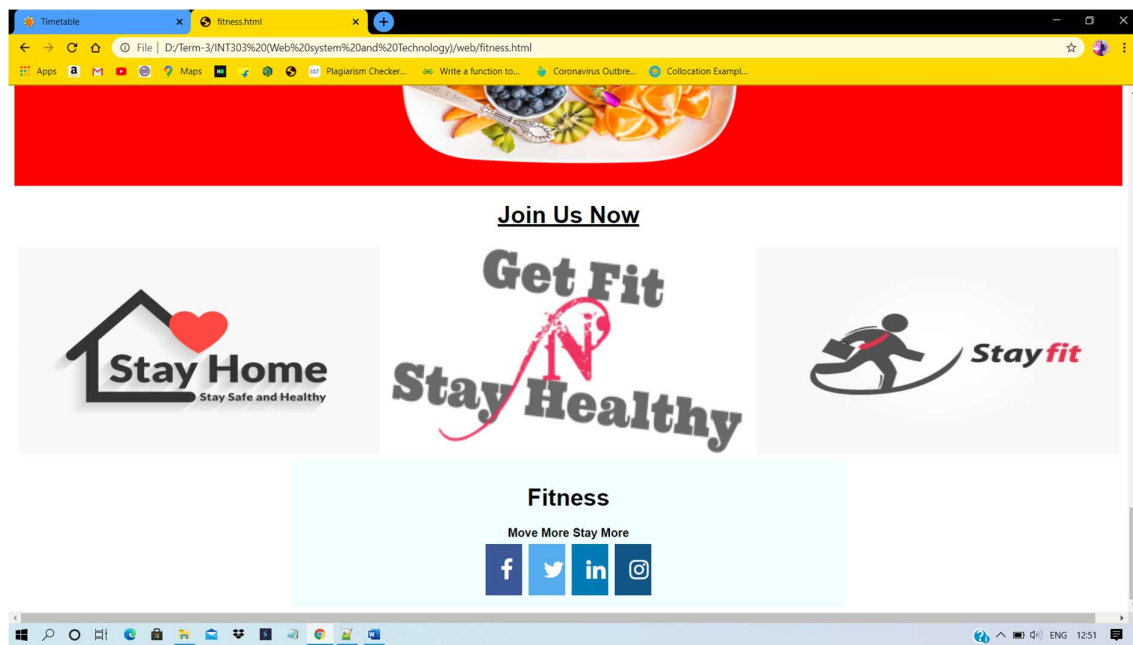 Timetable
fitness.html
File | D:/Term-3/INT303%20(Web%20system%20and%20Technology)/web/fitness.html
Apps
Maps
Plagiarism Checker...
Write a function to...
Coronavirus Outbre...
Collocation Exampl...
Join Us Now
Stay Home
Stay Safe and Healthy
Get Fit
N
Stay Healthy
Stay fit
Fitness
Move More Stay More
f
in
ENG
12:51